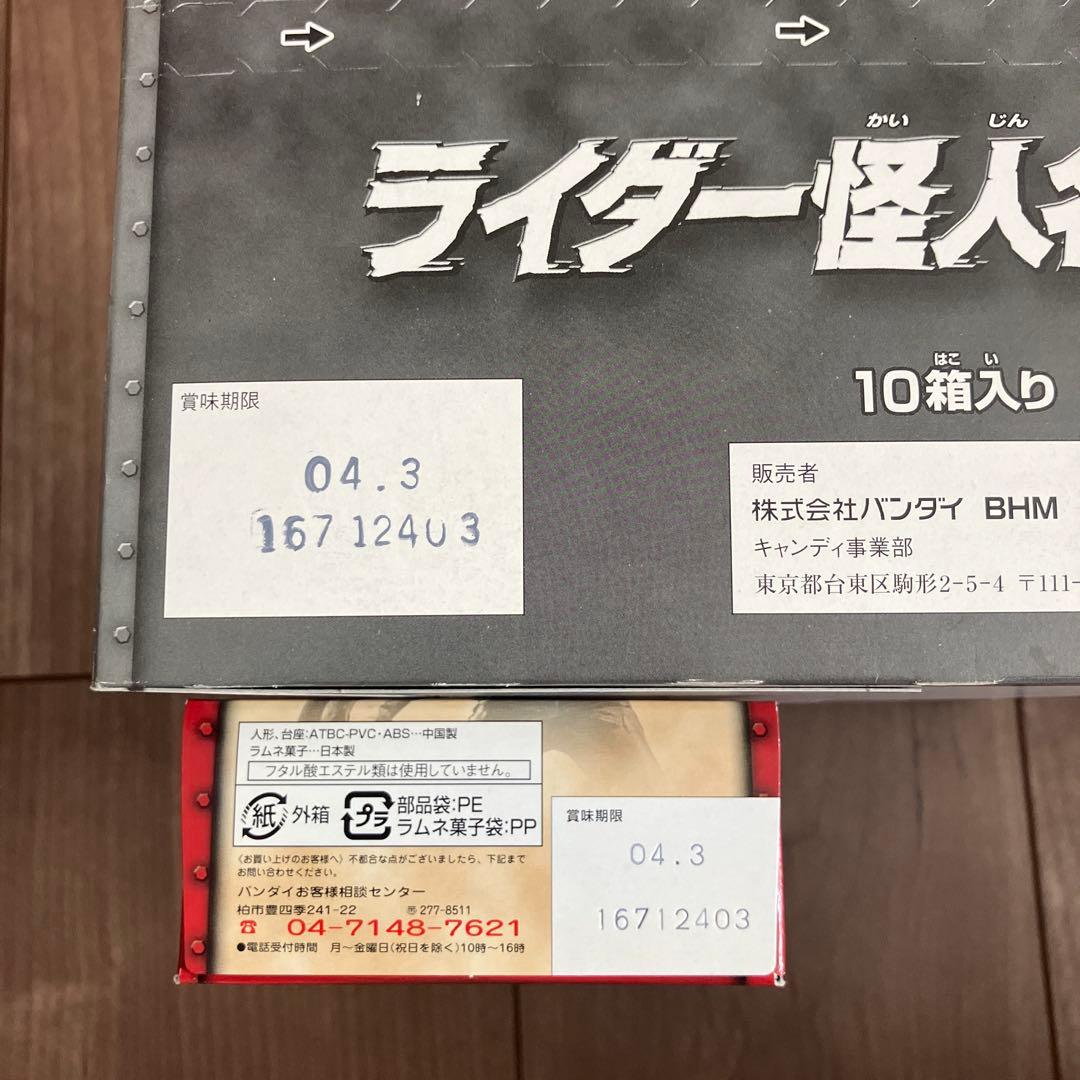 かい じん
ライダー怪人
はこ い
10箱入り
賞味期限
04.3
16712403
販売者
株式会社バンダイ BHM
キャンディ事業部
東京都台東区駒形2-5-4 〒111-
人形、台座:ATBC-PVC・ABS…中国製
ラムネ菓子…日本製
フタル酸エステル類は使用していません。
紙 外箱
プラ 部品袋:PE
ラムネ菓子袋:PP
〈お買い上げのお客様へ〉不都合な点がございましたら、下記まで
お問い合わせください。
バンダイお客様相談センター
柏市豊四季241-22 〠277-8511
☎ 04-7148-7621
●電話受付時間 月〜金曜日(祝日を除く)10時〜16時
賞味期限
04.3
16712403